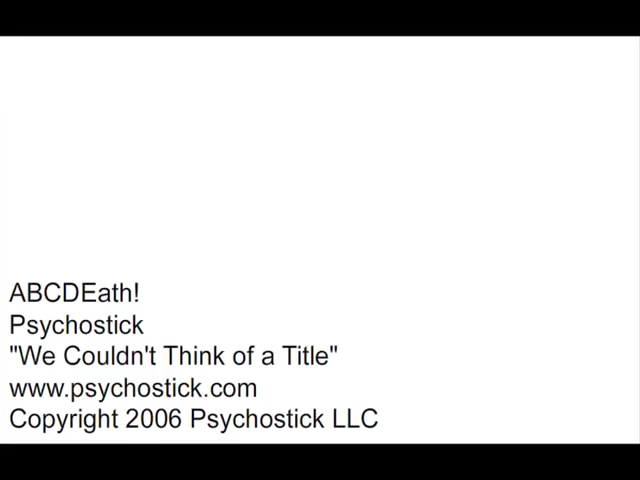 ABCDEath!
Psychostick
"We Couldn't Think of a Title"
www.psychostick.com
Copyright 2006 Psychostick LLC